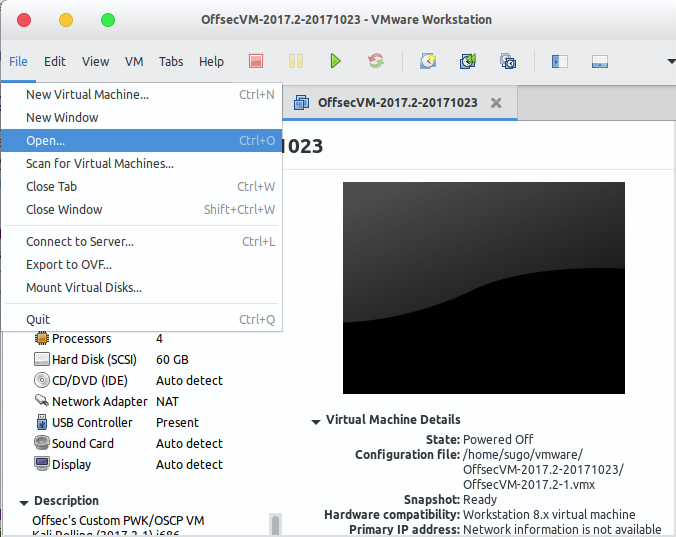 OffsecVM-2017.2-20171023 - VMware Workstation
File Edit View VM Tabs Help
New Virtual Machine... Ctrl+N
New Window
Open... Ctrl+O
Scan for Virtual Machines...
Close Tab Ctrl+W
Close Window Shift+Ctrl+W
Connect to Server... Ctrl+L
Export to OVF...
Mount Virtual Disks...
Quit Ctrl+Q
OffsecVM-2017.2-20171023
1023
Processors 4
Hard Disk (SCSI) 60 GB
CD/DVD (IDE) Auto detect
Network Adapter NAT
USB Controller Present
Sound Card Auto detect
Display Auto detect
Description
Offsec's Custom PWK/OSCP VM
Kali Rolling (2017.2.1) i686
Virtual Machine Details
State: Powered Off
Configuration file: /home/sugo/vmware/
OffsecVM-2017.2-20171023/
OffsecVM-2017.2-1.vmx
Snapshot: Ready
Hardware compatibility: Workstation 8.x virtual machine
Primary IP address: Network information is not available